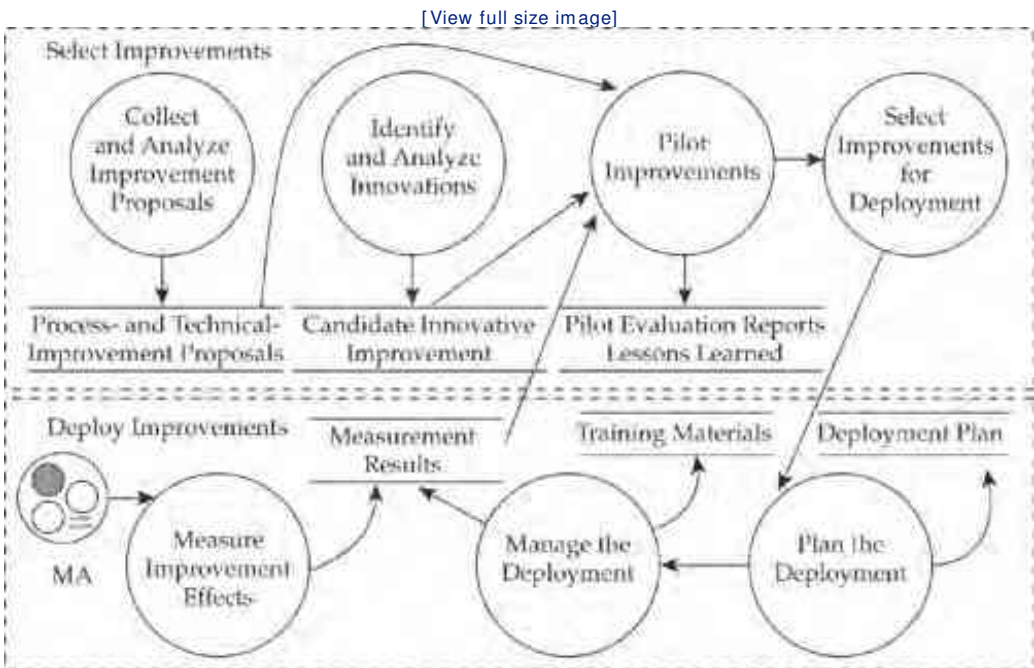 [View full size image]
Select Improvements
Collect
and Analyze
Improvement
Proposals
Identify
and Analyze
Innovations
Pilot
Improvements
Select
Improvements
for
Deployment
Process- and Technical-
Improvement Proposals
Candidate Innovative
Improvement
Pilot Evaluation Reports
Lessons Learned
Deploy Improvements
Measurement
Results
Training Materials
Deployment Plan
MA
Measure
Improvement
Effects
Manage the
Deployment
Plan the
Deployment